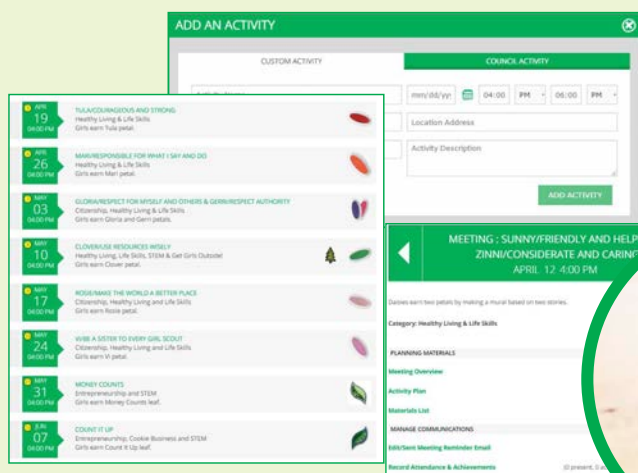 ADD AN ACTIVITY
CUSTOM ACTIVITY
COUNCIL ACTIVITY
mm/dd/yy
04:00
PM
06:00
PM
Location Address
Activity Description
ADD ACTIVITY
APR
19
04:00 PM
TULA/COURAGEOUS AND STRONG
Healthy Living & Life Skills
Girls earn Tula petal.
APR
26
04:00 PM
MARI/RESPONSIBLE FOR WHAT I SAY AND DO
Healthy Living & Life Skills
Girls earn Mari petal.
MAY
03
04:00 PM
GLORIA/RESPECT FOR MYSELF AND OTHERS & GERRI/RESPECT AUTHORITY
Citizenship, Healthy Living & Life Skills
Girls earn Gloria and Gerri petals.
MAY
10
04:00 PM
CLOVER/USE RESOURCES WISELY
Healthy Living, Life Skills, STEM & Get Girls Outside!
Girls earn Clover petal.
MAY
17
04:00 PM
ROSIE/MAKE THE WORLD A BETTER PLACE
Citizenship, Healthy Living and Life Skills
Girls earn Rosie petal.
MAY
24
04:00 PM
VI/BE A SISTER TO EVERY GIRL SCOUT
Citizenship, Healthy Living and Life Skills
Girls earn Vi petal.
MAY
31
04:00 PM
MONEY COUNTS
Entrepreneurship and STEM
Girls earn Money Counts leaf.
JUN
07
04:00 PM
COUNT IT UP
Entrepreneurship, Cookie Business and STEM
Girls earn Count It Up leaf.
MEETING : SUNNY/FRIENDLY AND HELP
ZINNI/CONSIDERATE AND CARING
APRIL 12 4:00 PM
Daisies earn two petals by making a mural based on two stories.
Category: Healthy Living & Life Skills
PLANNING MATERIALS
Meeting Overview
Activity Plan
Materials List
MANAGE COMMUNICATIONS
Edit/Sent Meeting Reminder Email
Record Attendance & Achievements
(0 present, 0